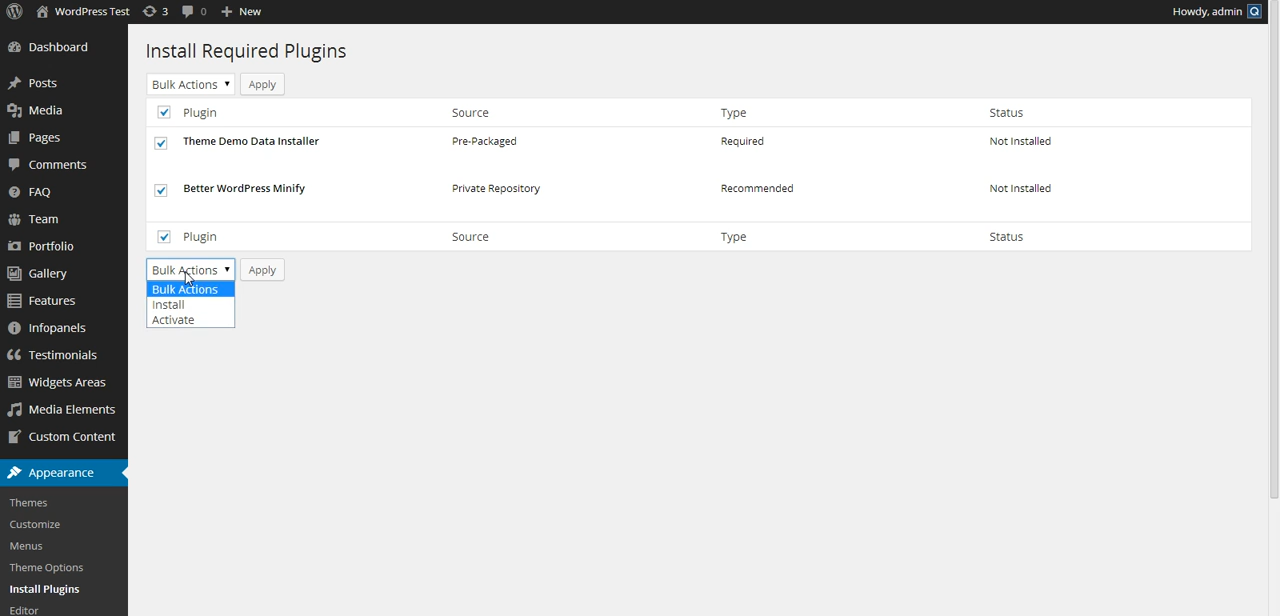 WordPress Test 3 0 New Howdy, admin
Dashboard
Posts
Media
Pages
Comments
FAQ
Team
Portfolio
Gallery
Features
Infopanels
Testimonials
Widgets Areas
Media Elements
Custom Content
Appearance
Themes
Customize
Menus
Theme Options
Install Plugins
Editor
Install Required Plugins
Bulk Actions Apply
Plugin Source Type Status
Theme Demo Data Installer Pre-Packaged Required Not Installed
Better WordPress Minify Private Repository Recommended Not Installed
Plugin Source Type Status
Bulk Actions Apply
Bulk Actions
Install
Activate